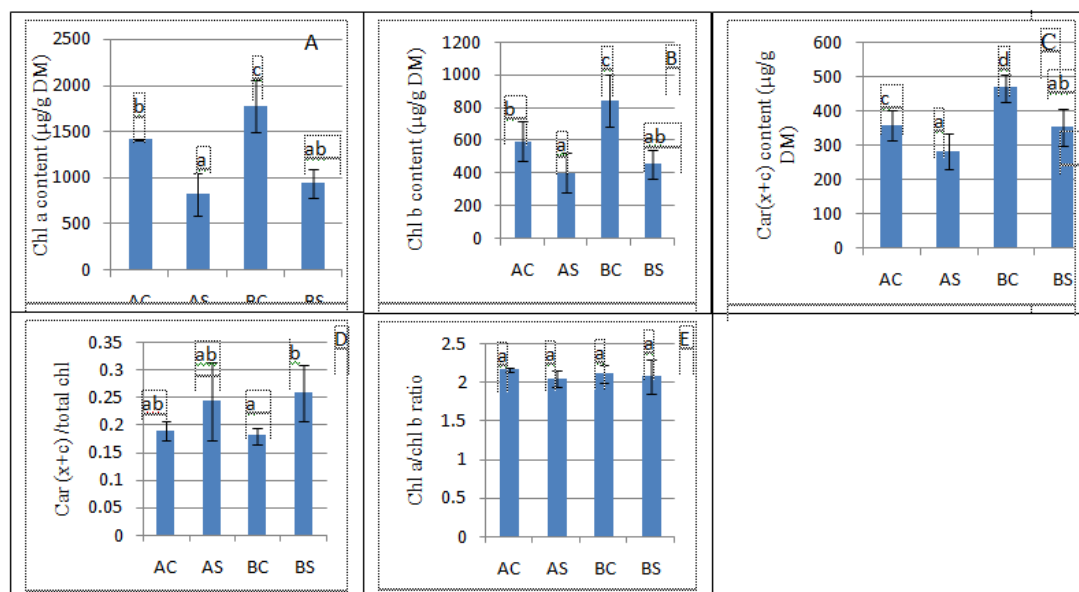 A
Chl a content (µg/g DM)
2500
2000
1500
1000
500
0
b
a
c
ab
AC AS BC BS
B
Chl b content (µg/g DM)
1200
1000
800
600
400
200
0
b
a
c
ab
AC AS BC BS
C
Car(x+c) content (µg/g
DM)
600
500
400
300
200
100
0
c
a
d
ab
AC AS BC BS
D
Car (x+c) /total chl
0.35
0.3
0.25
0.2
0.15
0.1
0.05
0
ab
ab
a
b
AC AS BC BS
E
Chl a/chl b ratio
2.5
2
1.5
1
0.5
0
a
a
a
a
AC AS BC BS